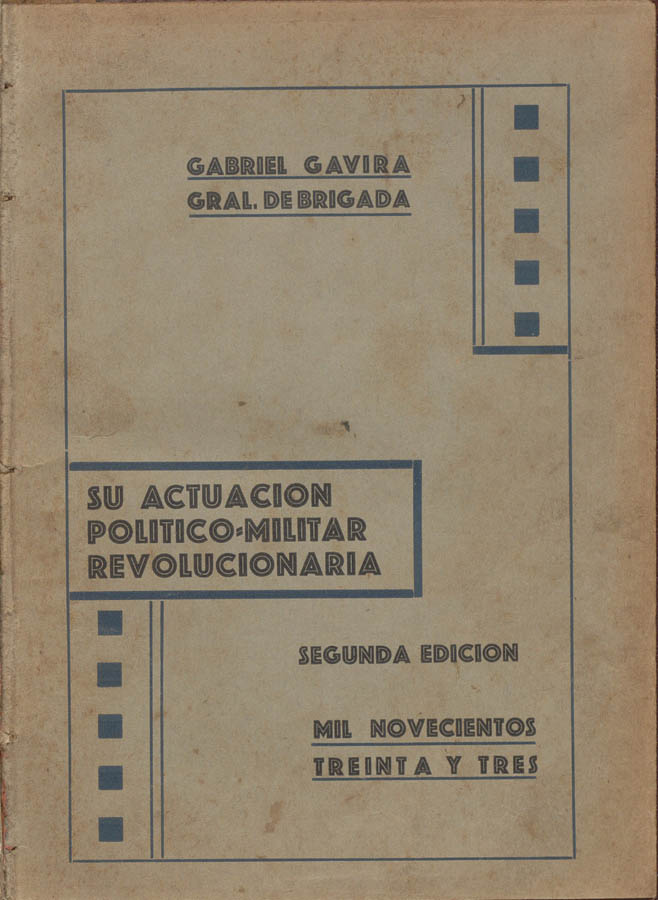 GABRIEL GAVIRA
GRAL. DE BRIGADA
SU ACTUACION
POLITICO-MILITAR
REVOLUCIONARIA
SEGUNDA EDICION
MIL NOVECIENTOS
TREINTA Y TRES